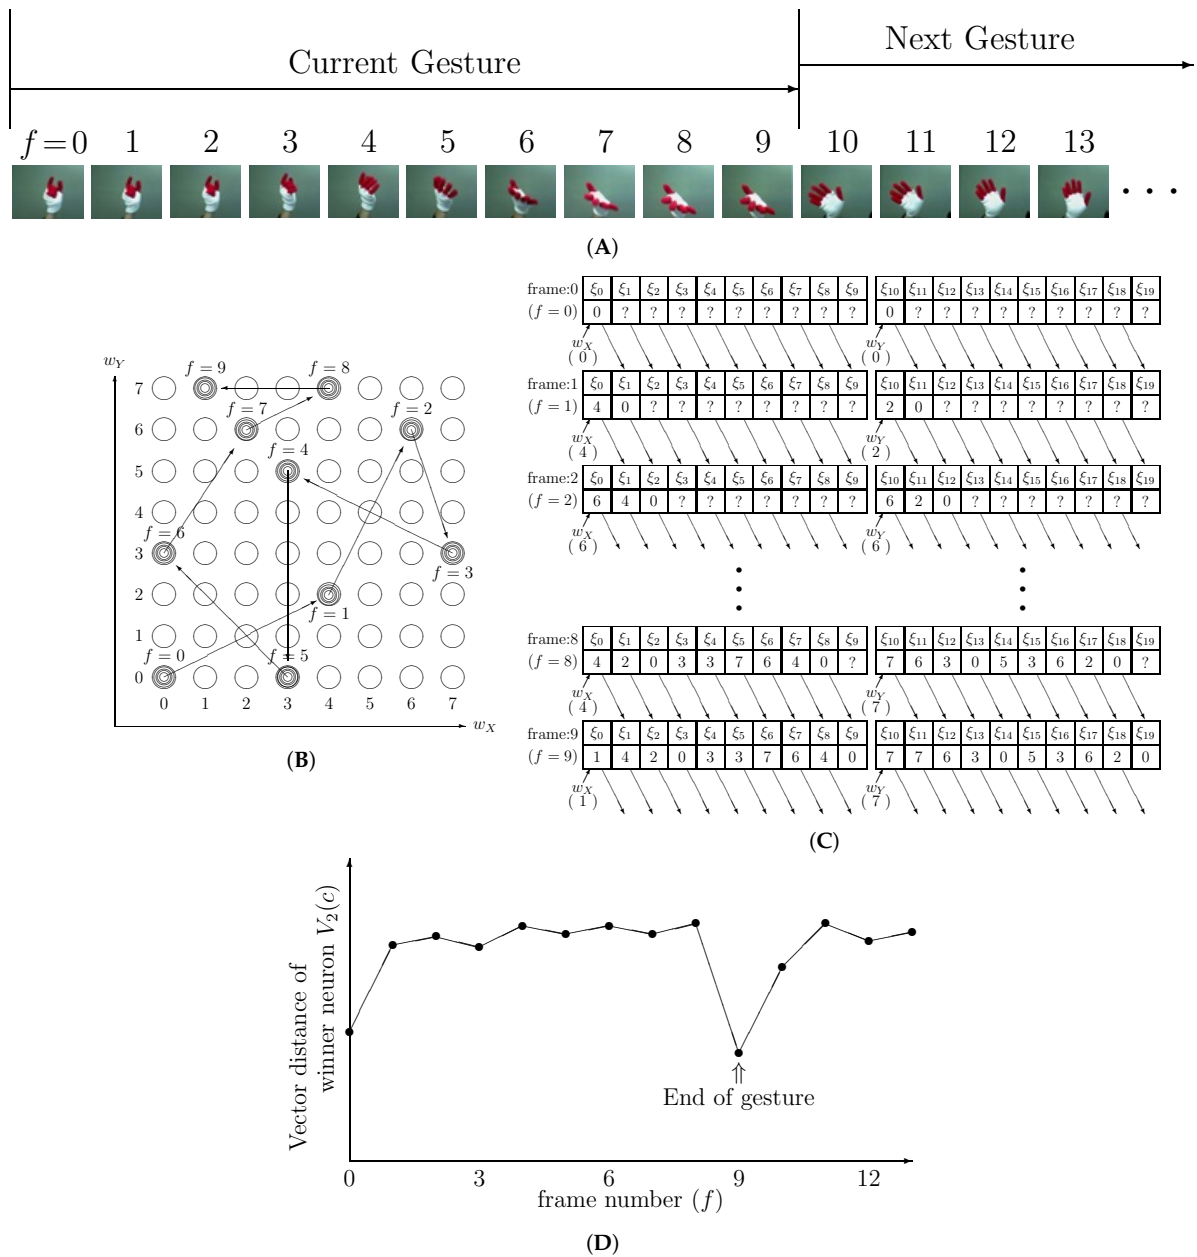 Current Gesture
Next Gesture
f=0 1 2 3 4 5 6 7 8 9 10 11 12 13 · · ·
(A)
w_Y
7
6
5
4
3
2
1
0
f = 9 f = 8
f = 7 f = 2
f = 4
f = 6
f = 3
f = 1
f = 0 f = 5
0 1 2 3 4 5 6 7
w_X
(B)
frame:0 ξ0 ξ1 ξ2 ξ3 ξ4 ξ5 ξ6 ξ7 ξ8 ξ9 ξ10 ξ11 ξ12 ξ13 ξ14 ξ15 ξ16 ξ17 ξ18 ξ19
(f = 0) 0 ? ? ? ? ? ? ? ? ? 0 ? ? ? ? ? ? ? ? ?
w_X w_Y
( 0 ) ( 0 )
frame:1 ξ0 ξ1 ξ2 ξ3 ξ4 ξ5 ξ6 ξ7 ξ8 ξ9 ξ10 ξ11 ξ12 ξ13 ξ14 ξ15 ξ16 ξ17 ξ18 ξ19
(f = 1) 4 0 ? ? ? ? ? ? ? ? 2 0 ? ? ? ? ? ? ? ?
w_X w_Y
( 4 ) ( 2 )
frame:2 ξ0 ξ1 ξ2 ξ3 ξ4 ξ5 ξ6 ξ7 ξ8 ξ9 ξ10 ξ11 ξ12 ξ13 ξ14 ξ15 ξ16 ξ17 ξ18 ξ19
(f = 2) 6 4 0 ? ? ? ? ? ? ? 6 2 0 ? ? ? ? ? ? ?
w_X w_Y
( 6 ) ( 6 )
frame:8 ξ0 ξ1 ξ2 ξ3 ξ4 ξ5 ξ6 ξ7 ξ8 ξ9 ξ10 ξ11 ξ12 ξ13 ξ14 ξ15 ξ16 ξ17 ξ18 ξ19
(f = 8) 4 2 0 3 3 7 6 4 0 ? 7 6 3 0 5 3 6 2 0 ?
w_X w_Y
( 4 ) ( 7 )
frame:9 ξ0 ξ1 ξ2 ξ3 ξ4 ξ5 ξ6 ξ7 ξ8 ξ9 ξ10 ξ11 ξ12 ξ13 ξ14 ξ15 ξ16 ξ17 ξ18 ξ19
(f = 9) 1 4 2 0 3 3 7 6 4 0 7 7 6 3 0 5 3 6 2 0
w_X w_Y
( 1 ) ( 7 )
(C)
Vector distance of
winner neuron V_2(c)
⇑
End of gesture
0 3 6 9 12
frame number (f)
(D)